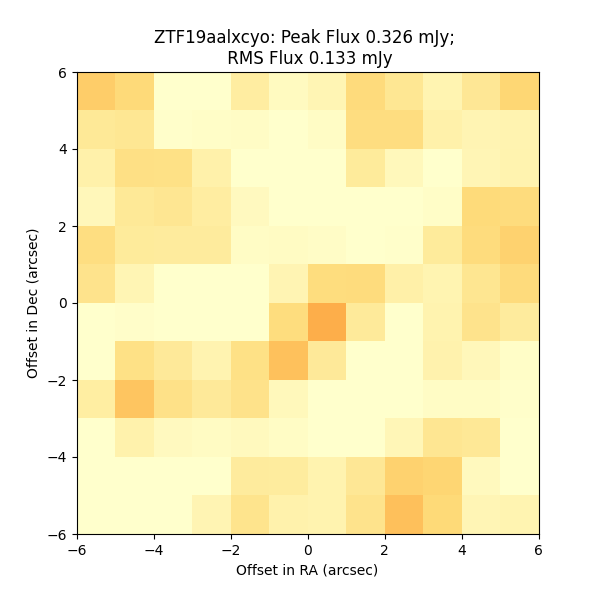 ZTF19aalxcyo: Peak Flux 0.326 mJy;
RMS Flux 0.133 mJy
6
4
2
0
−2
−4
−6
Offset in Dec (arcsec)
−6 −4 −2 0 2 4 6
Offset in RA (arcsec)